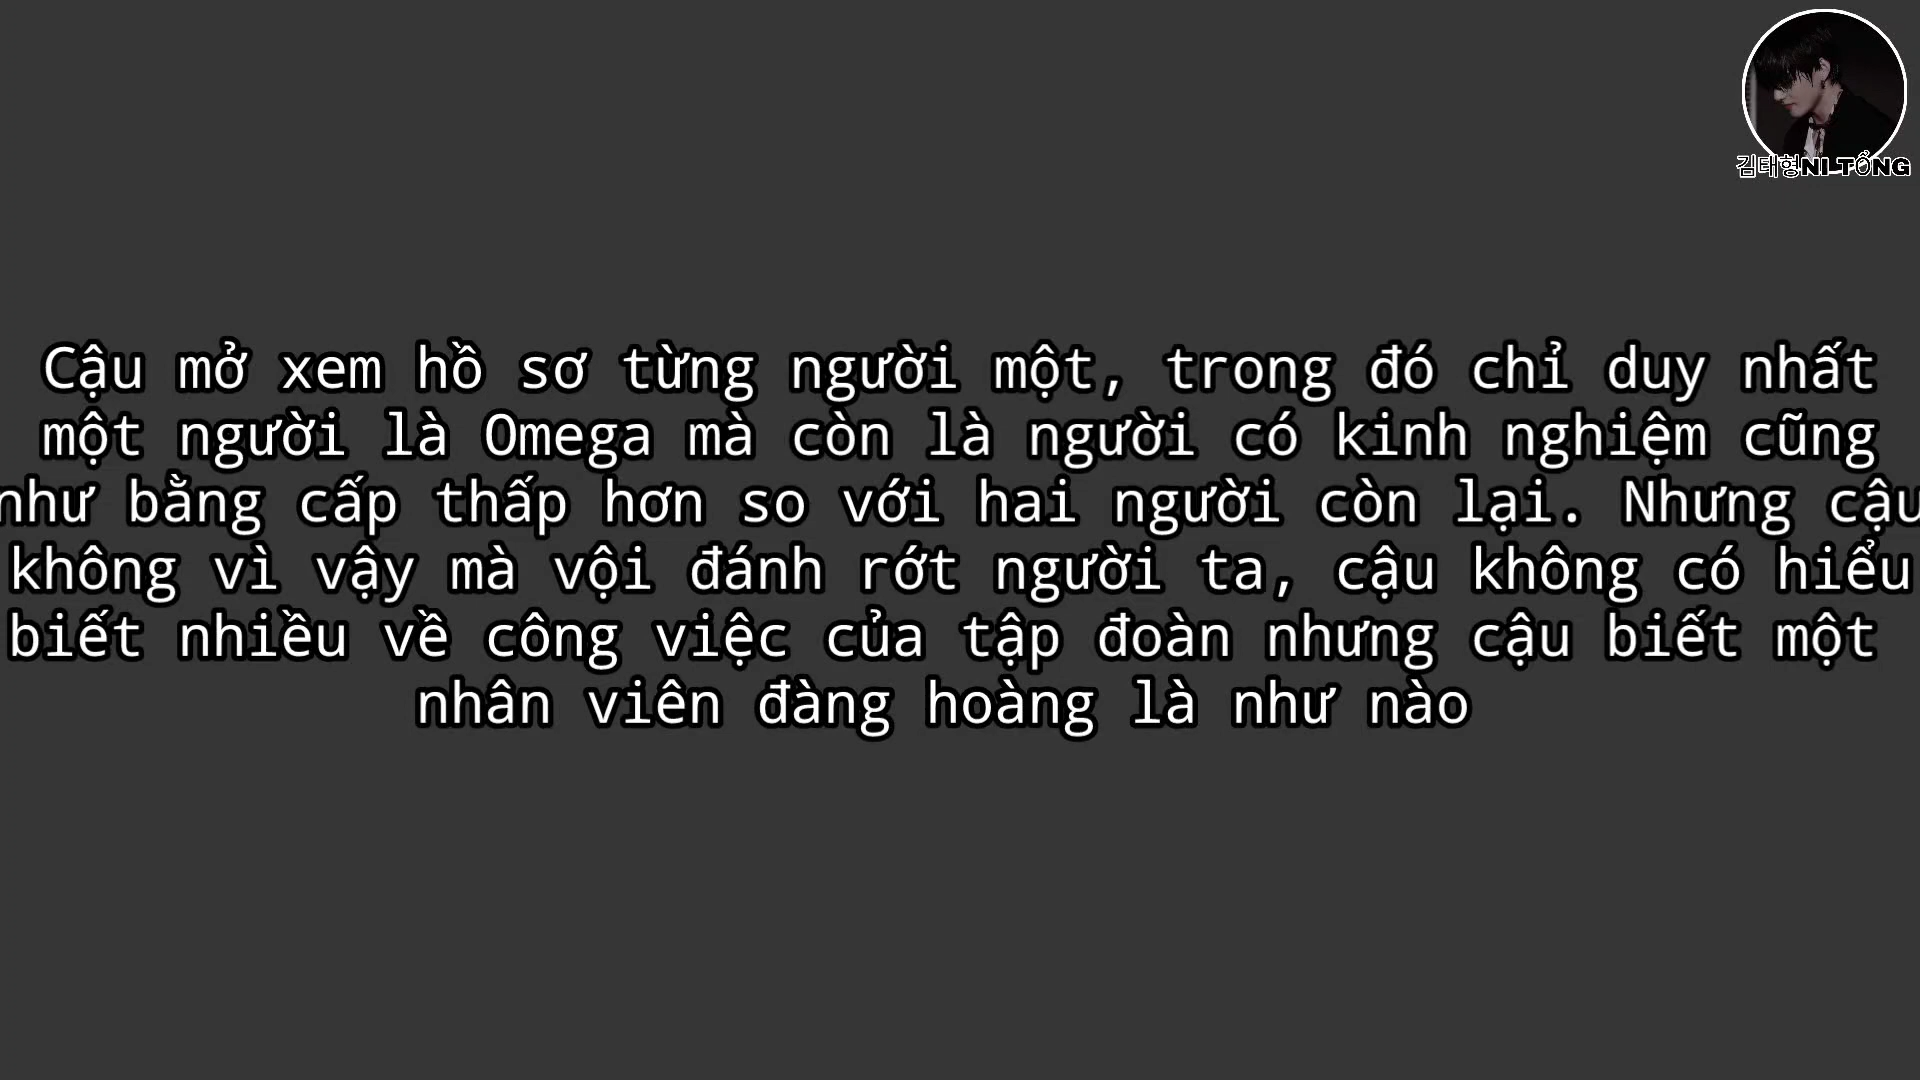 김태형NI TỔNG
Cậu mở xem hồ sơ từng người một, trong đó chỉ duy nhất
một người là Omega mà còn là người có kinh nghiệm cũng
như bằng cấp thấp hơn so với hai người còn lại. Nhưng cậu
không vì vậy mà vội đánh rớt người ta, cậu không có hiểu
biết nhiều về công việc của tập đoàn nhưng cậu biết một
nhân viên đàng hoàng là như nào